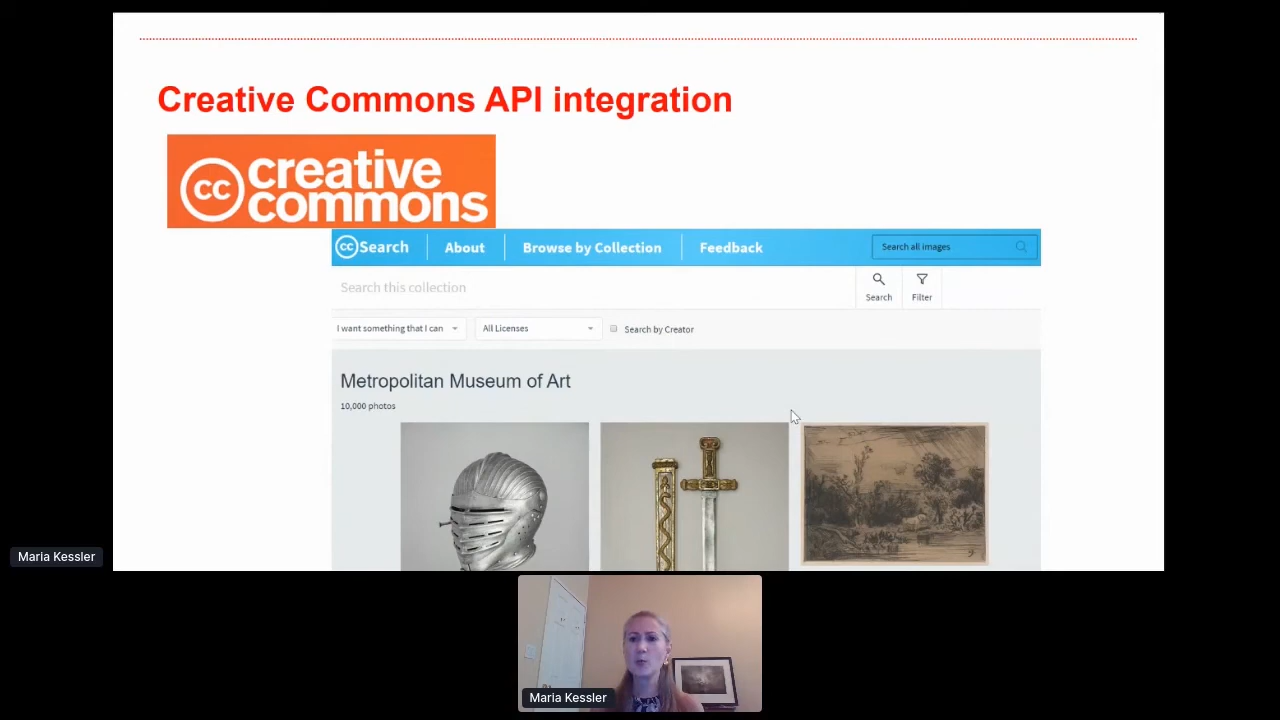 Creative Commons API integration
cc creative
commons
cc Search
About
Browse by Collection
Feedback
Search all images
Search this collection
Search
Filter
I want something that I can
All Licenses
Search by Creator
Metropolitan Museum of Art
10,000 photos
Maria Kessler
Maria Kessler